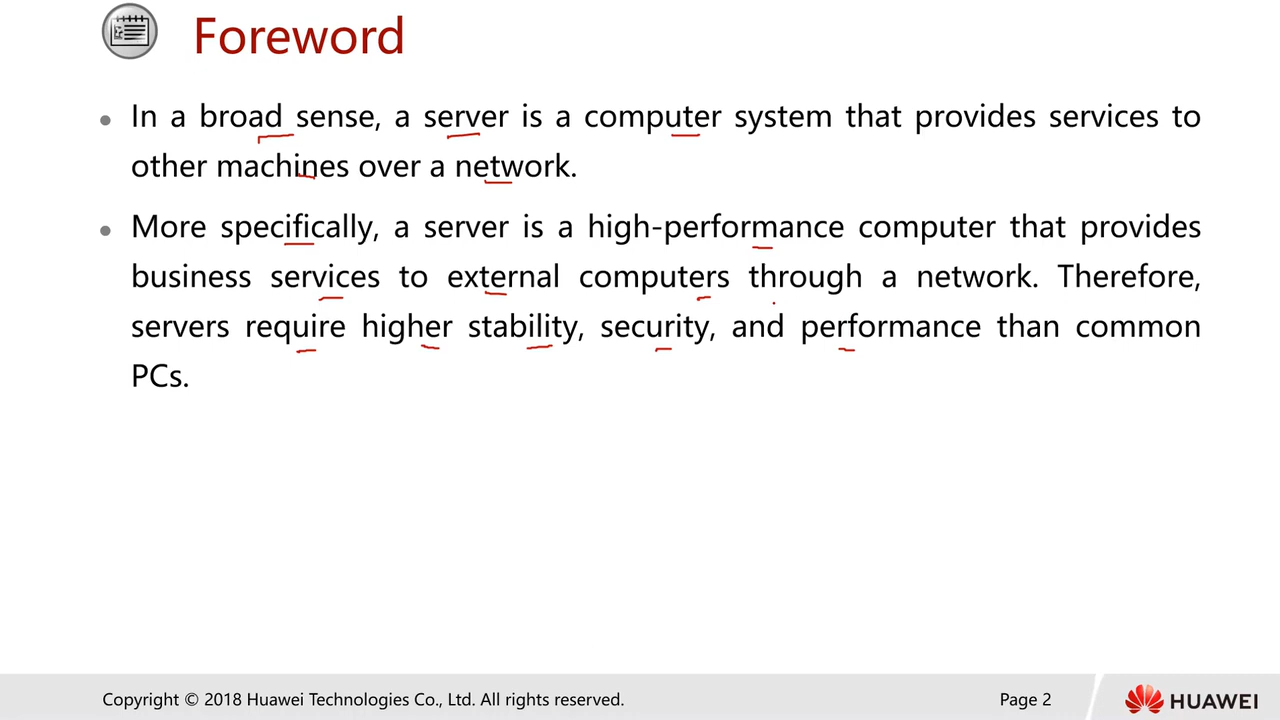 Foreword
In a broad sense, a server is a computer system that provides services to
other machines over a network.
More specifically, a server is a high-performance computer that provides
business services to external computers through a network. Therefore,
servers require higher stability, security, and performance than common
PCs.
Copyright © 2018 Huawei Technologies Co., Ltd. All rights reserved.
Page 2
HUAWEI